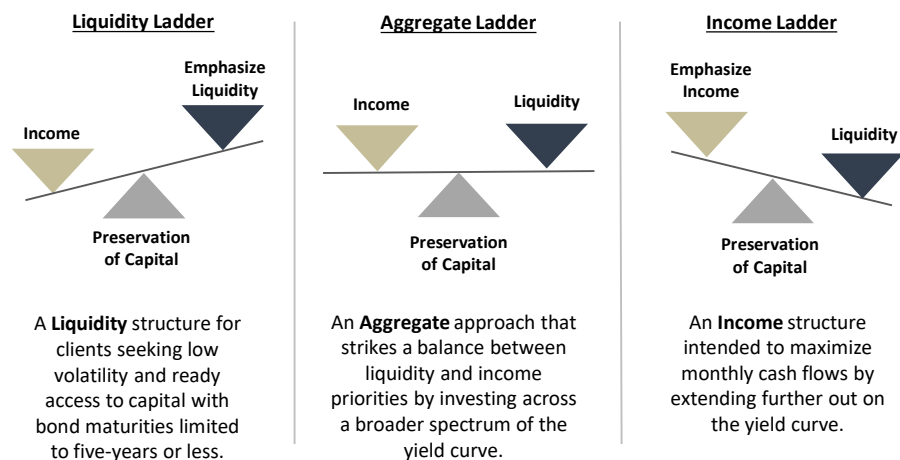 Liquidity Ladder
Emphasize
Liquidity
Income
Preservation
of Capital
A Liquidity structure for
clients seeking low
volatility and ready
access to capital with
bond maturities limited
to five-years or less.
Aggregate Ladder
Income
Liquidity
Preservation
of Capital
An Aggregate approach that
strikes a balance between
liquidity and income
priorities by investing across
a broader spectrum of the
yield curve.
Income Ladder
Emphasize
Income
Liquidity
Preservation
of Capital
An Income structure
intended to maximize
monthly cash flows by
extending further out on
the yield curve.